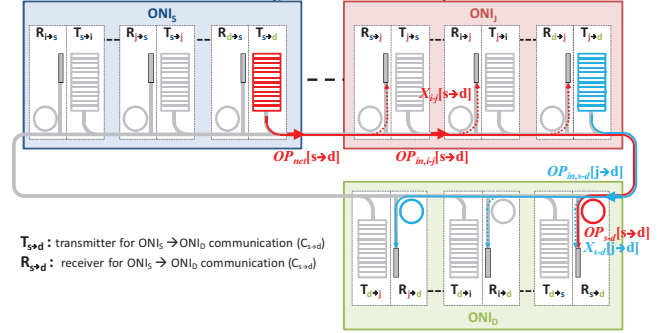 ONI_S
ONI_J
R_i→s T_s→i R_j→s T_s→j R_d→s T_s→d
R_s→j T_j→s R_i→j T_j→i R_d→j T_j→d
X_i-j[s→d]
OP_net[s→d] OP_in,i-j[s→d]
OP_in,s-d[j→d]
OP_s-d[s→d]
X_s-d[j→d]
T_s→d : transmitter for ONI_S → ONI_D communication (C_s→d)
R_s→d : receiver for ONI_S → ONI_D communication (C_s→d)
T_d→j R_j→d T_d→i R_i→d T_d→s R_s→d
ONI_D